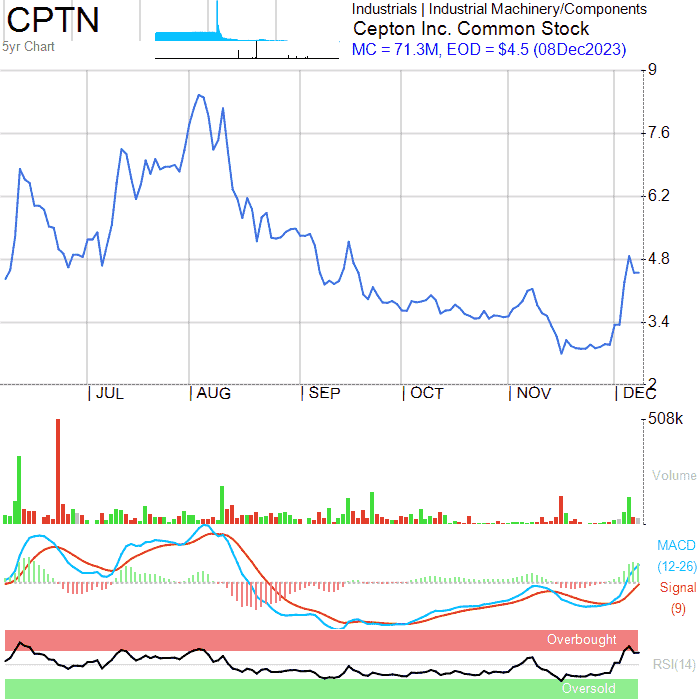 CPTN
5yr Chart
Industrials | Industrial Machinery/Components
Cepton Inc. Common Stock
MC = 71.3M, EOD = $4.5 (08Dec2023)
9
7.6
6.2
4.8
3.4
2
JUL AUG SEP OCT NOV DEC
508k
Volume
MACD
(12-26)
Signal
(9)
Overbought
RSI(14)
Oversold